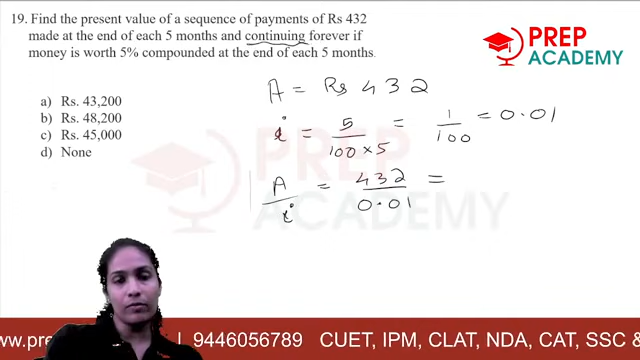 19. Find the present value of a sequence of payments of Rs 432
made at the end of each 5 months and continuing forever if
money is worth 5% compounded at the end of each 5 months.
a) Rs. 43,200
b) Rs. 48,200
c) Rs. 45,000
d) None
PREP
ACADEMY
A = Rs 432
i = 5/(100×5) = 1/100 = 0.01
A/i = 432/0.01 =
PREP
ACADEMY
www.pre
9446056789 CUET, IPM, CLAT, NDA, CAT, SSC &